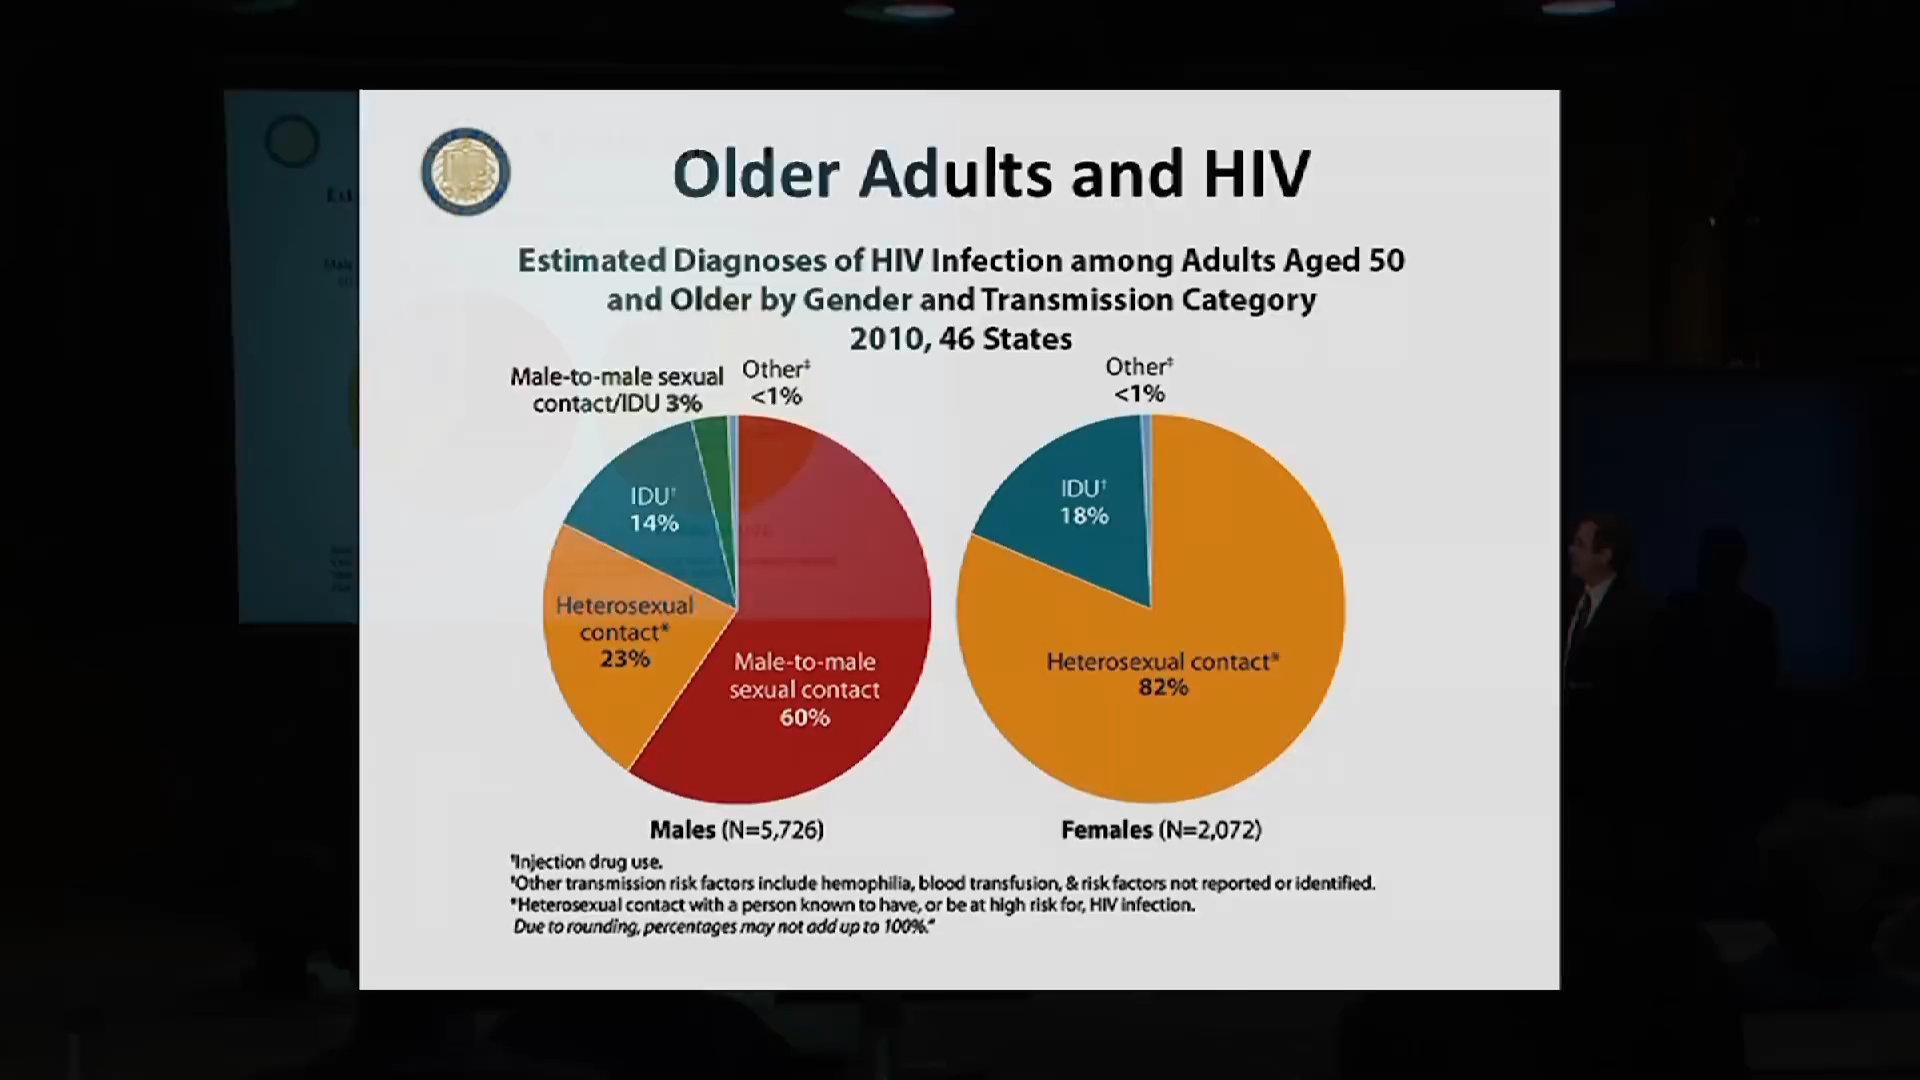 Older Adults and HIV
Estimated Diagnoses of HIV Infection among Adults Aged 50
and Older by Gender and Transmission Category
2010, 46 States
Male-to-male sexual
contact/IDU 3%
Other‡
<1%
IDU†
14%
Heterosexual
contact*
23%
Male-to-male
sexual contact
60%
Males (N=5,726)
Other‡
<1%
IDU†
18%
Heterosexual contact*
82%
Females (N=2,072)
†Injection drug use.
‡Other transmission risk factors include hemophilia, blood transfusion, & risk factors not reported or identified.
*Heterosexual contact with a person known to have, or be at high risk for, HIV infection.
Due to rounding, percentages may not add up to 100%."